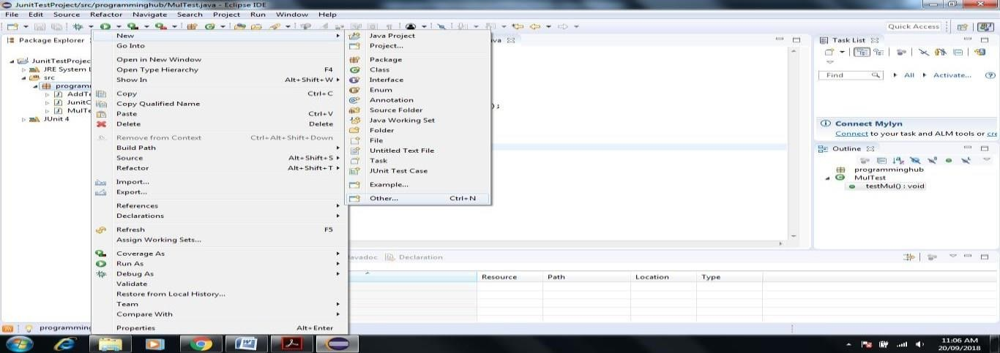 JunitTestProject/src/programminghub/MulTest.java - Eclipse IDE
File Edit Source Refactor Navigate Search Project Run Window Help
Quick Access
Package Explorer
JunitTestProjec
JRE System L
src
programm
AddTe
JunitC
MulTe
JUnit 4
New
Go Into
Open in New Window
Open Type Hierarchy F4
Show In Alt+Shift+W
Copy Ctrl+C
Copy Qualified Name
Paste Ctrl+V
Delete Delete
Remove from Context Ctrl+Alt+Shift+Down
Build Path
Source Alt+Shift+S
Refactor Alt+Shift+T
Import...
Export...
References
Declarations
Refresh F5
Assign Working Sets...
Coverage As
Run As
Debug As
Validate
Restore from Local History...
Team
Compare With
Properties Alt+Enter
Java Project
Project...
Package
Class
Interface
Enum
Annotation
Source Folder
Java Working Set
Folder
File
Untitled Text File
Task
JUnit Test Case
Example...
Other... Ctrl+N
va
);
Task List
Find All Activate...
Connect Mylyn
Connect to your task and ALM tools or cre
Outline
programminghub
MulTest
testMul() : void
avadoc Declaration
Resource Path Location Type
programming
11:06 AM
20/09/2018